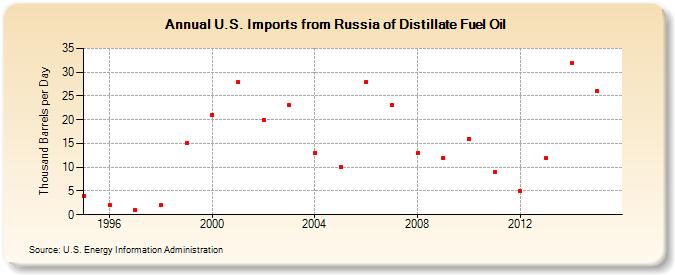 Annual U.S. Imports from Russia of Distillate Fuel Oil
Thousand Barrels per Day
35
30
25
20
15
10
5
0
1996 2000 2004 2008 2012
Source: U.S. Energy Information Administration